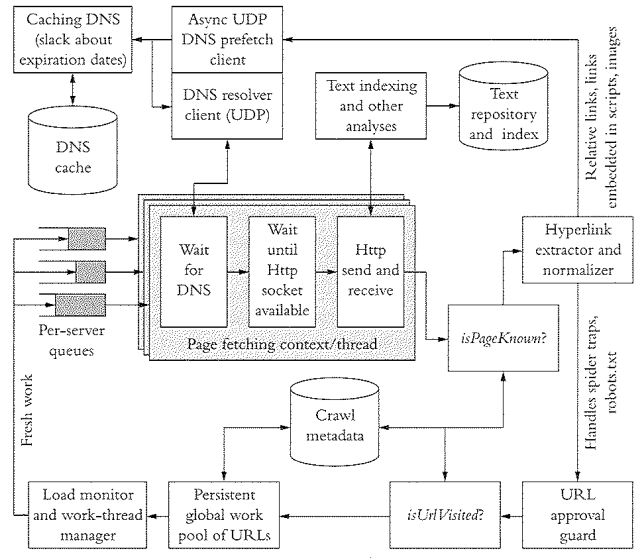 Caching DNS
(slack about
expiration dates)
Async UDP
DNS prefetch
client
DNS resolver
client (UDP)
DNS
cache
Text indexing
and other
analyses
Text
repository
and index
Relative links, links
embedded in scripts, images
Wait
for
DNS
Wait
until
Http
socket
available
Http
send and
receive
Page fetching context/thread
Per-server
queues
Hyperlink
extractor and
normalizer
isPageKnown?
Handles spider traps,
robots.txt
Fresh work
Crawl
metadata
Load monitor
and work-thread
manager
Persistent
global work
pool of URLs
isUrlVisited?
URL
approval
guard